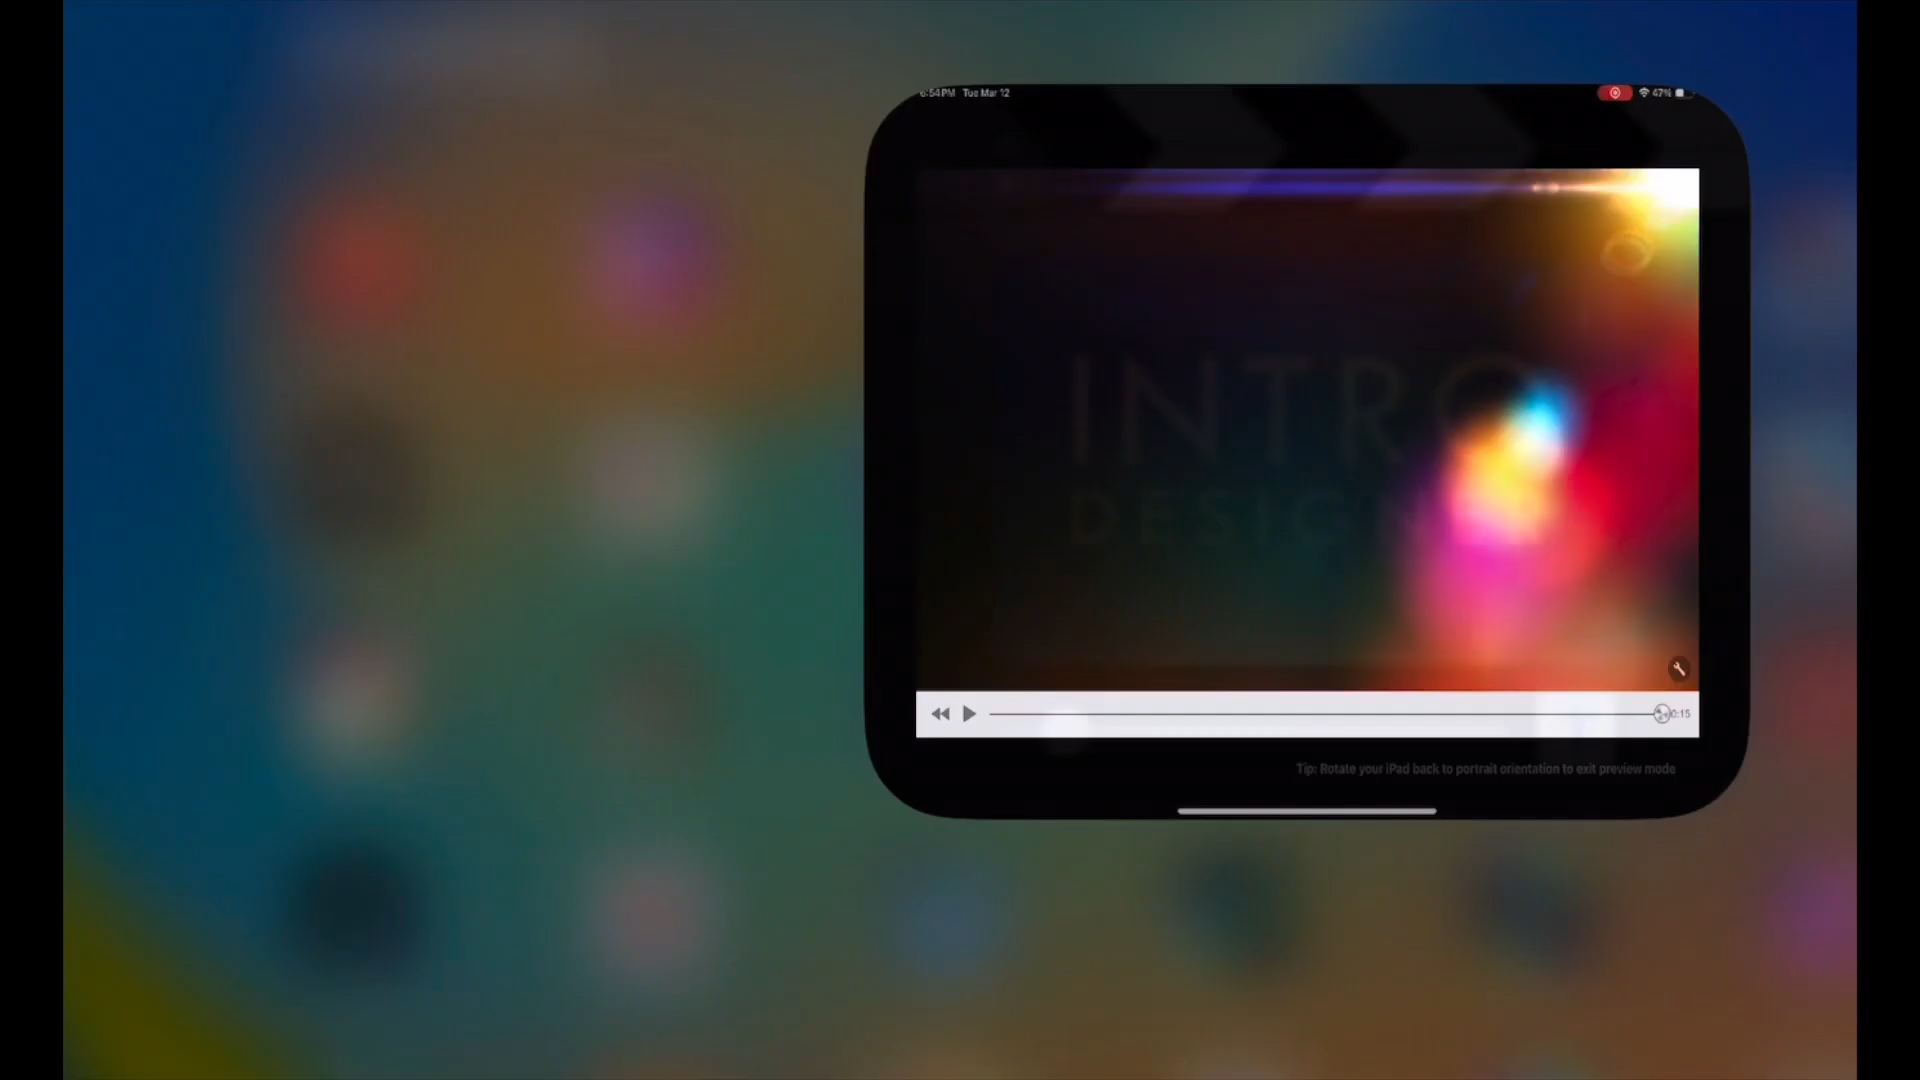 6:54 PM Tue Mar 12
47%
INTRO
DESIG
0:15
Tip: Rotate your iPad back to portrait orientation to exit preview mode